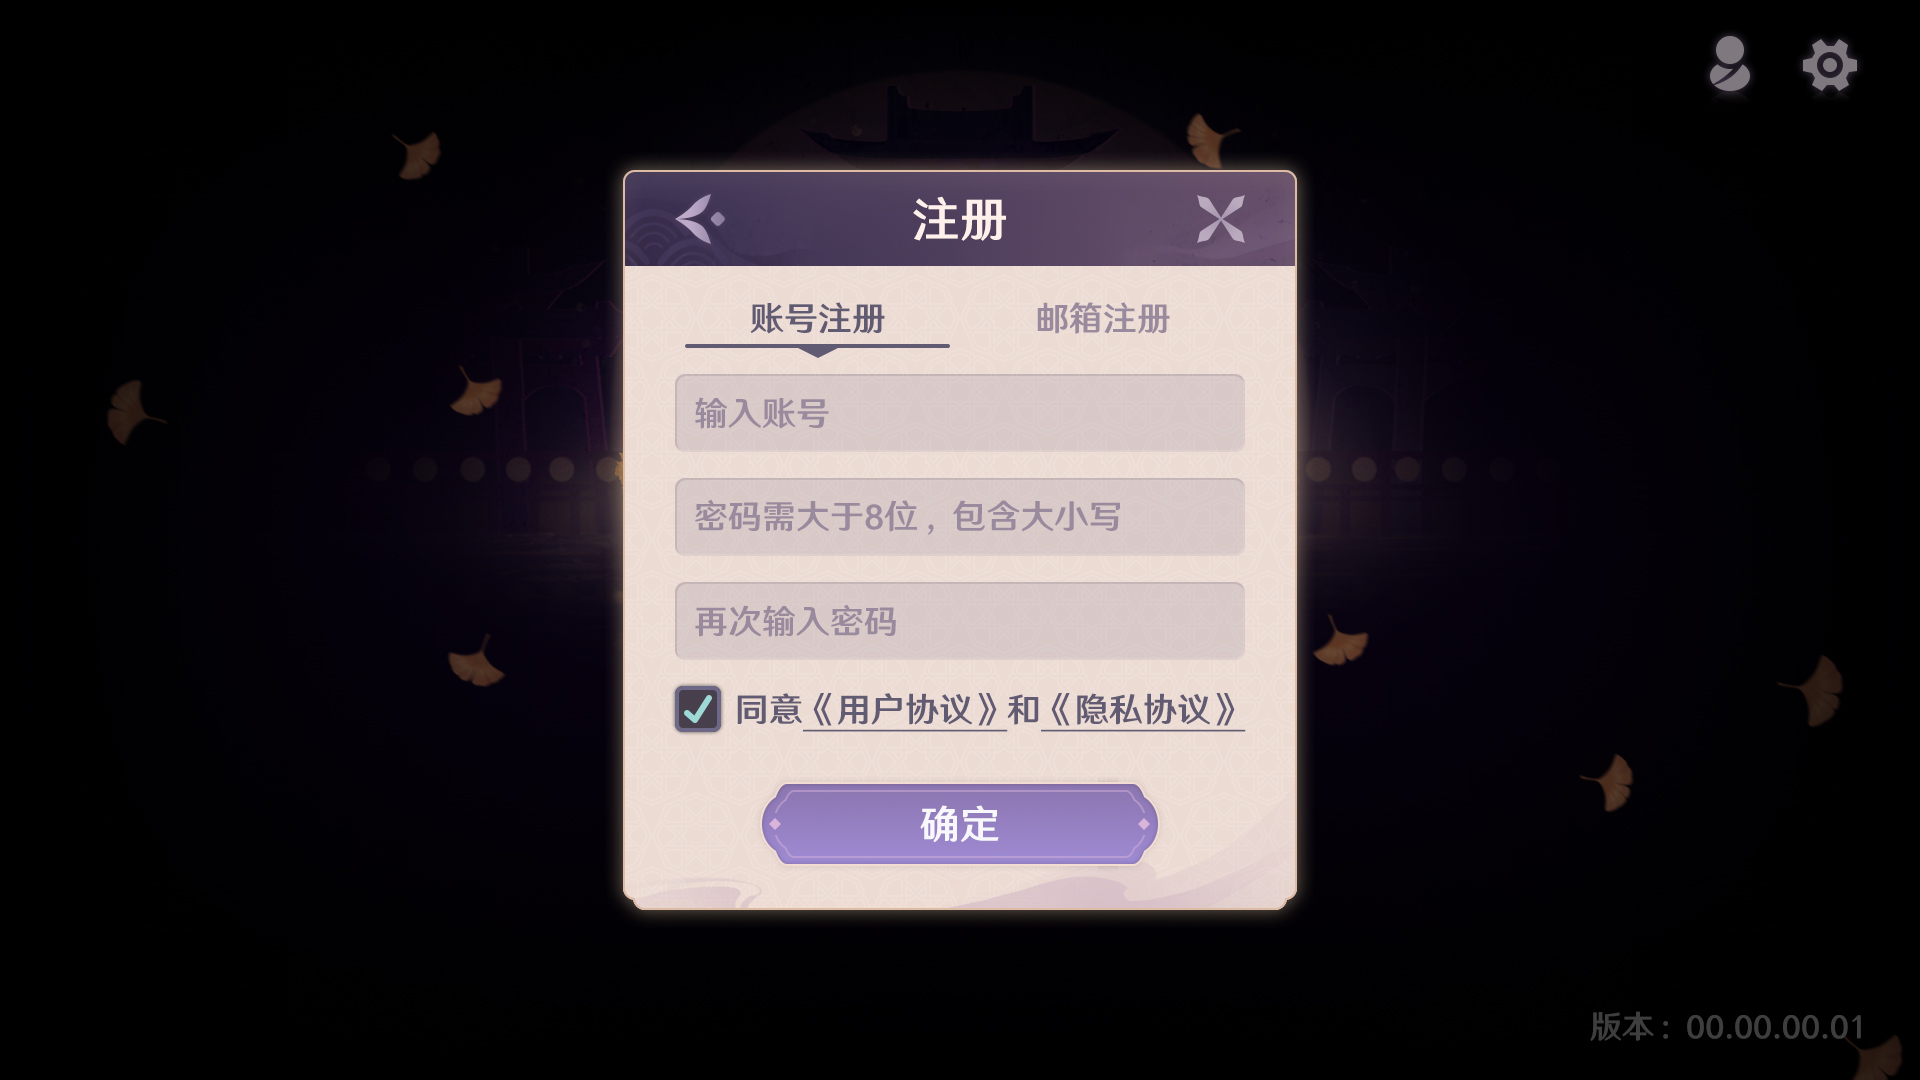 注册
账号注册 邮箱注册
输入账号
密码需大于8位，包含大小写
再次输入密码
同意《用户协议》和《隐私协议》
确定
版本：00.00.00.01